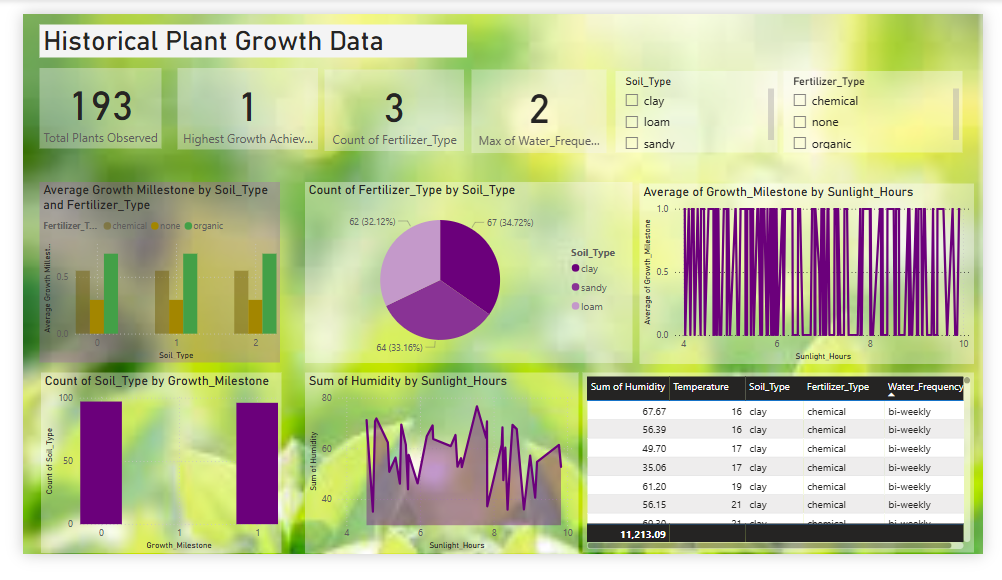 Historical Plant Growth Data
193
Total Plants Observed
1
Highest Growth Achiev...
3
Count of Fertilizer_Type
2
Max of Water_Freque...
Soil_Type
clay
loam
sandy
Fertilizer_Type
chemical
none
organic
Average Growth Millestone by Soil_Type
and Fertilizer_Type
Fertilizer_T... chemical none organic
Average Growth Millest...
0.5
0.0
0 1 2
Soil Type
Count of Fertilizer_Type by Soil_Type
62 (32.12%)
67 (34.72%)
64 (33.16%)
Soil_Type
clay
sandy
loam
Average of Growth_Milestone by Sunlight_Hours
Average of Growth_Milestone
1.0
0.5
0.0
4 6 8 10
Sunlight_Hours
Count of Soil_Type by Growth_Milestone
Count of Soil_Type
100
50
0
0 1 1
Growth_Milestone
Sum of Humidity by Sunlight_Hours
Sum of Humidity
80
60
40
4 6 8 10
Sunlight_Hours
Sum of Humidity Temperature Soil_Type Fertilizer_Type Water_Frequency
67.67 16 clay chemical bi-weekly
56.39 16 clay chemical bi-weekly
49.70 17 clay chemical bi-weekly
35.06 17 clay chemical bi-weekly
61.20 19 clay chemical bi-weekly
56.15 21 clay chemical bi-weekly
21 clay chemical bi-weekly
11,213.09